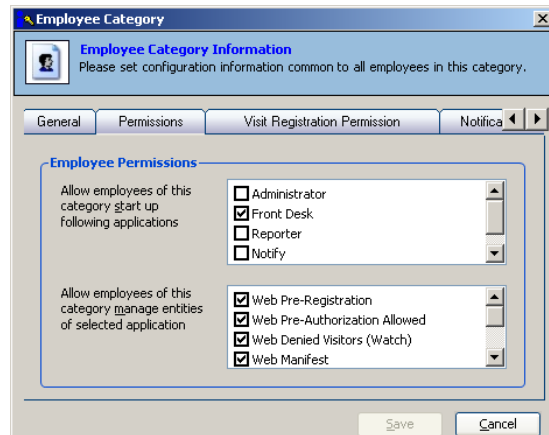 Employee Category
Employee Category Information
Please set configuration information common to all employees in this category.
General Permissions Visit Registration Permission Notifica
Employee Permissions
Allow employees of this
category start up
following applications
Administrator
Front Desk
Reporter
Notify
Allow employees of this
category manage entities
of selected application
Web Pre-Registration
Web Pre-Authorization Allowed
Web Denied Visitors (Watch)
Web Manifest
Save Cancel